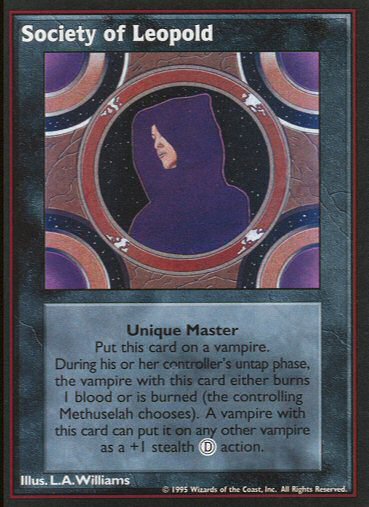 Society of Leopold
Unique Master
Put this card on a vampire.
During his or her controller's untap phase,
the vampire with this card either burns
1 blood or is burned (the controlling
Methuselah chooses). A vampire with
this card can put it on any other vampire
as a +1 stealth Ⓓ action.
Illus. L.A.Williams
© 1995 Wizards of the Coast, Inc. All Rights Reserved.